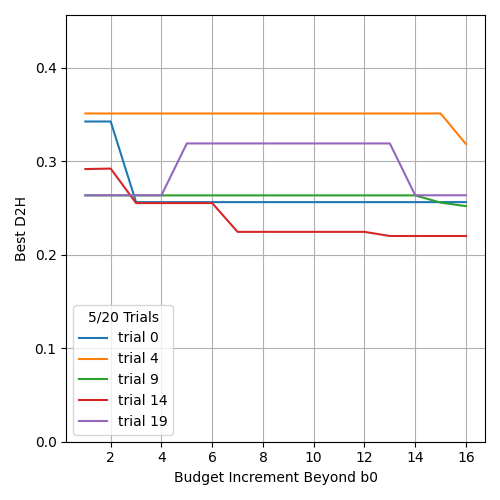 Best D2H
0.4
0.3
0.2
0.1
0.0
5/20 Trials
trial 0
trial 4
trial 9
trial 14
trial 19
2 4 6 8 10 12 14 16
Budget Increment Beyond b0